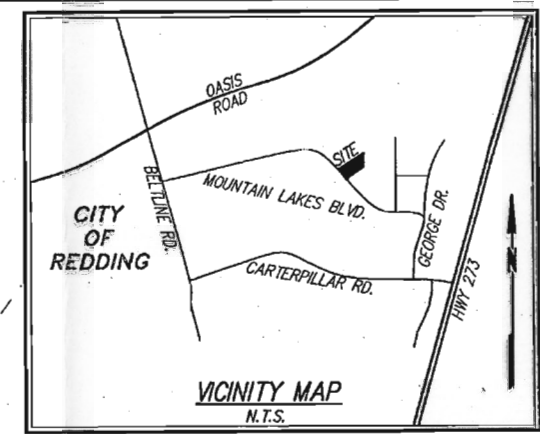 OASIS
ROAD
SITE
BELTLINE RD.
MOUNTAIN LAKES BLVD.
GEORGE DR.
CITY
OF
REDDING
CARTERPILLAR RD.
HWY 273
N
VICINITY MAP
N.T.S.